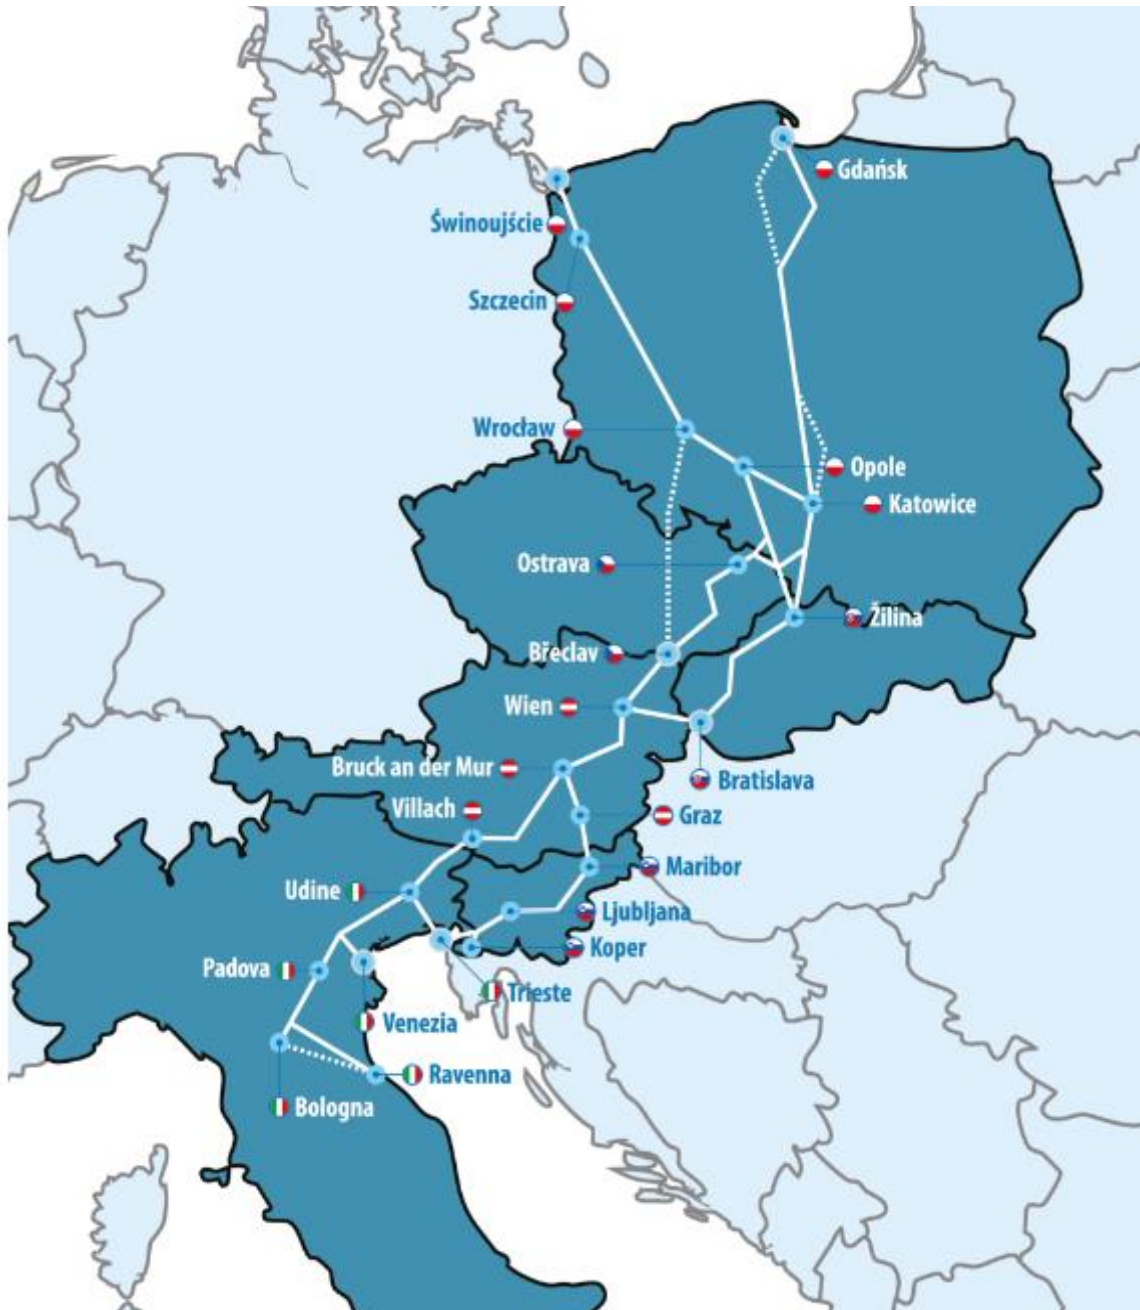 Gdańsk
Świnoujście
Szczecin
Wrocław
Opole
Katowice
Ostrava
Žilina
Břeclav
Wien
Bruck an der Mur
Bratislava
Villach
Graz
Maribor
Udine
Ljubljana
Koper
Padova
Trieste
Venezia
Ravenna
Bologna